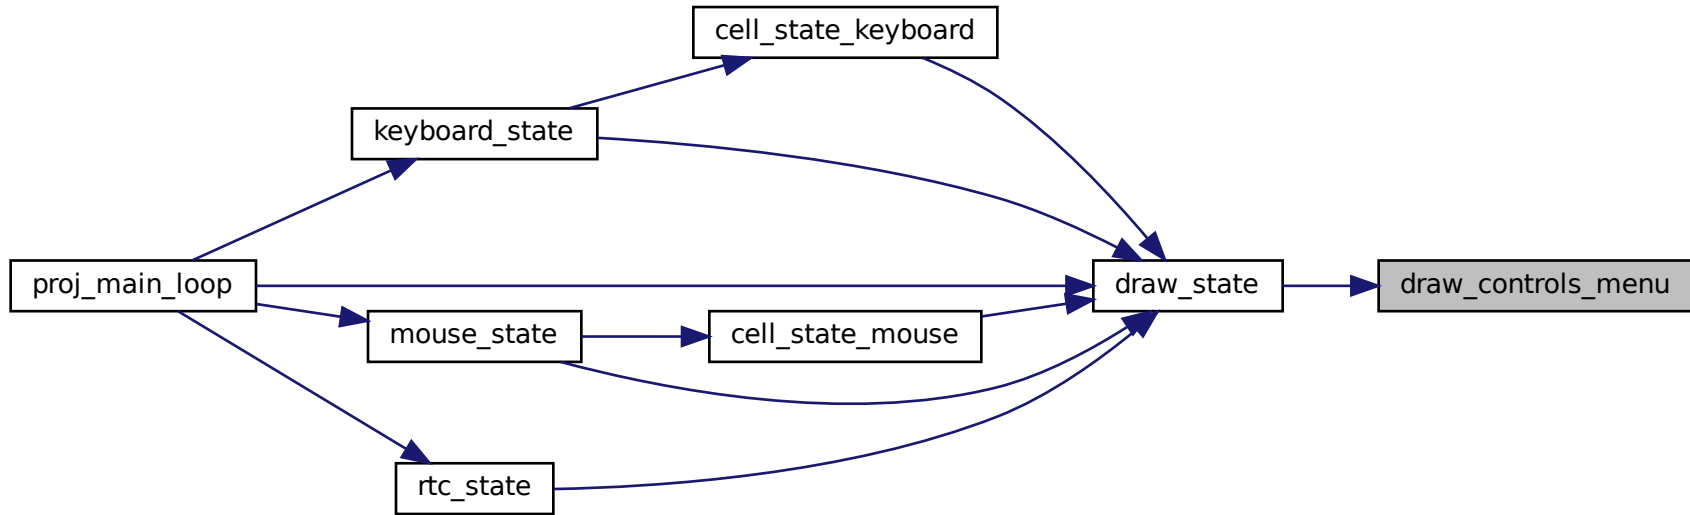 cell_state_keyboard
keyboard_state
proj_main_loop
draw_state
draw_controls_menu
mouse_state
cell_state_mouse
rtc_state